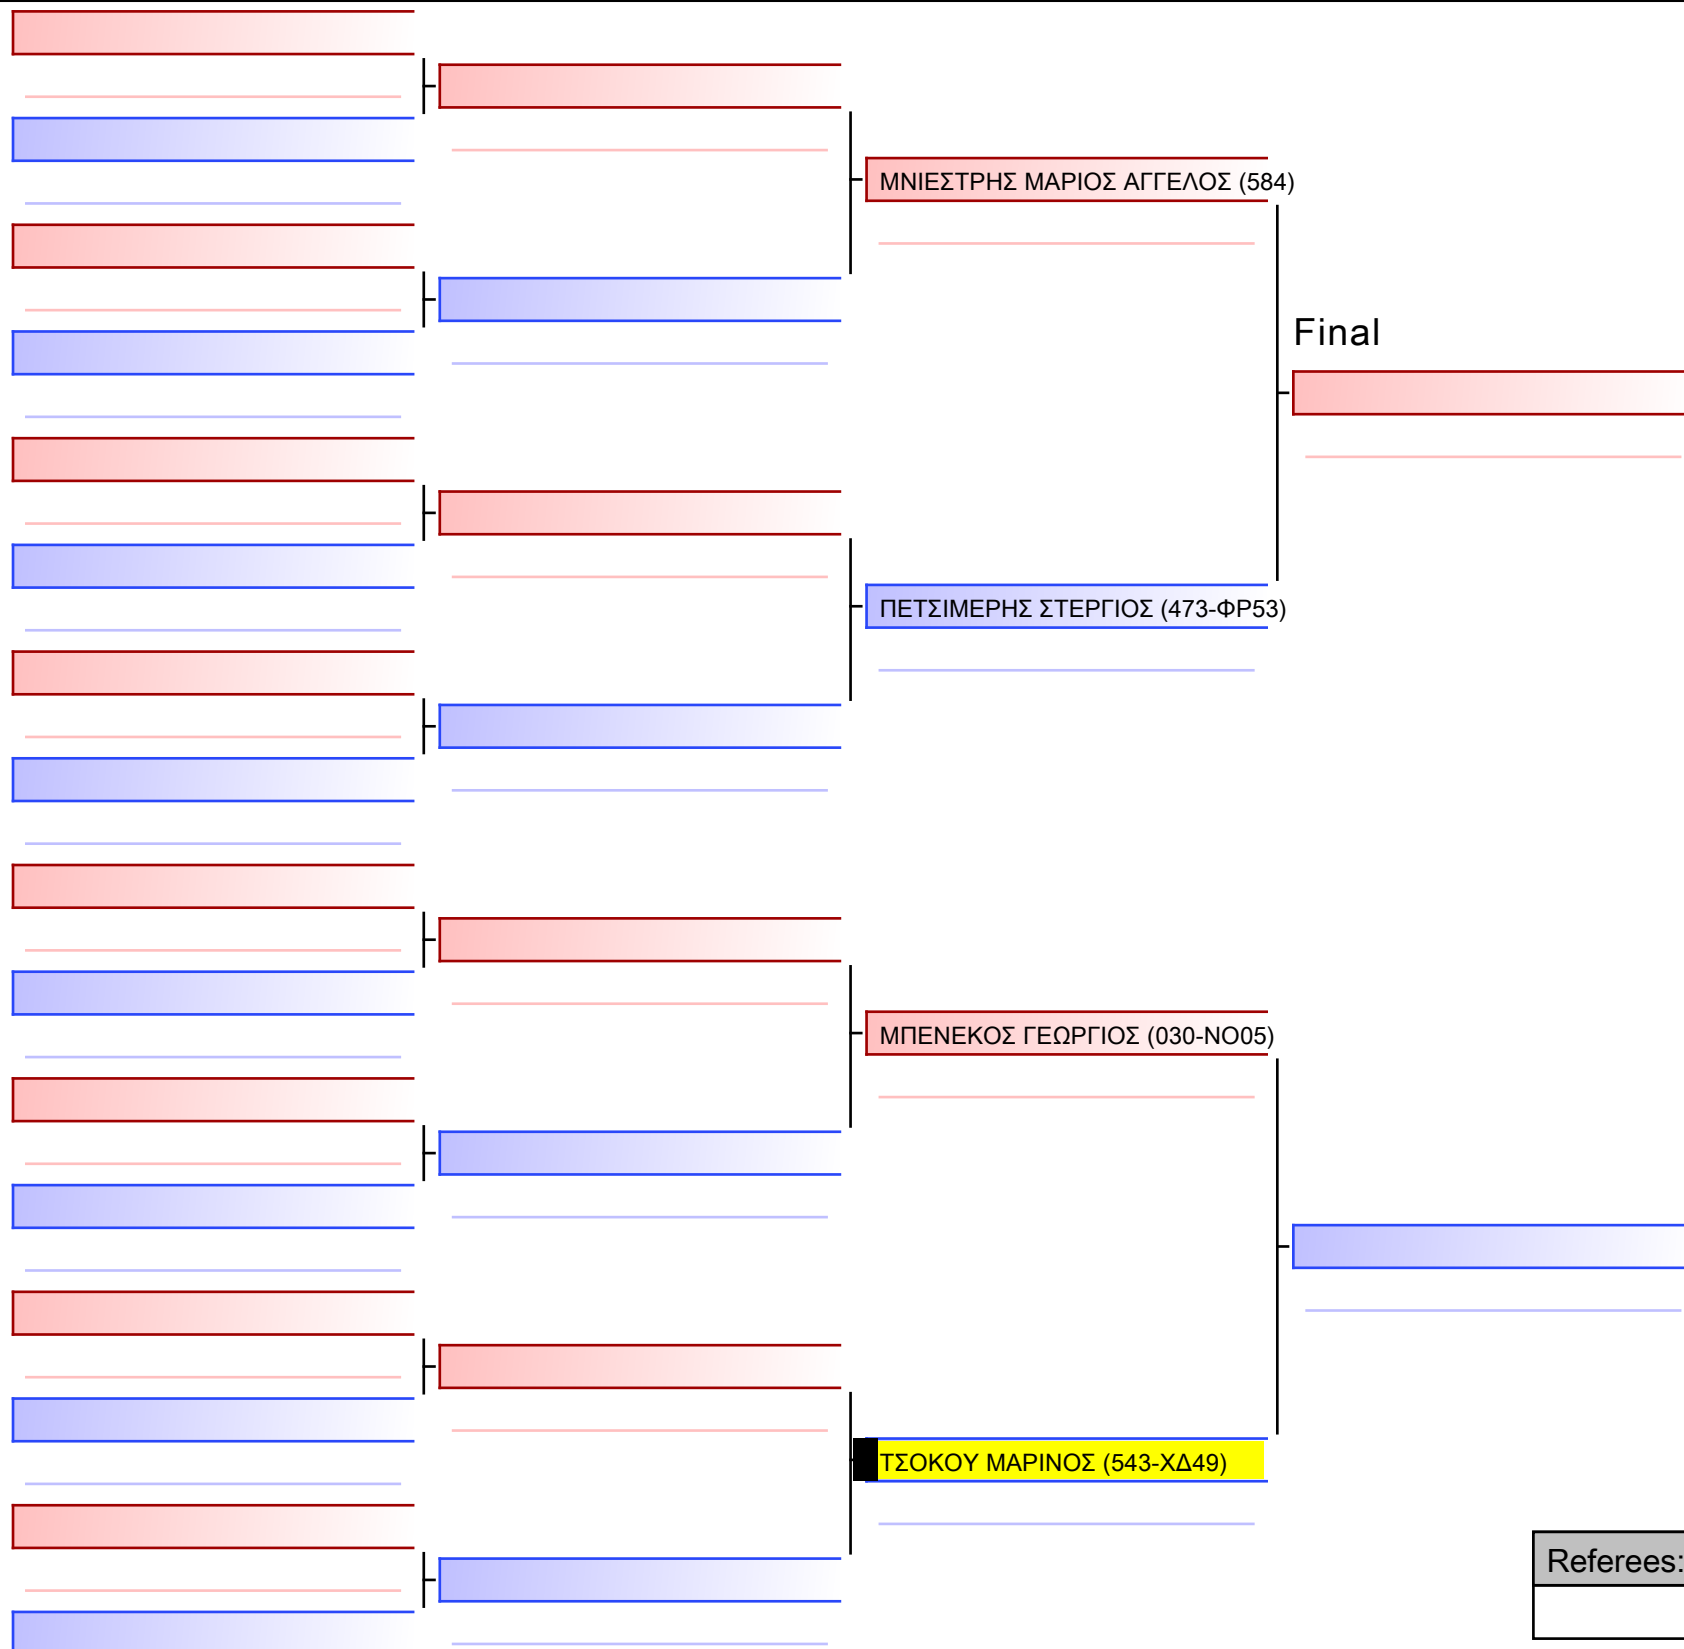 ΜΝΙΕΣΤΡΗΣ ΜΑΡΙΟΣ ΑΓΓΕΛΟΣ (584)
Final
ΠΕΤΣΙΜΕΡΗΣ ΣΤΕΡΓΙΟΣ (473-ΦΡ53)
ΜΠΕΝΕΚΟΣ ΓΕΩΡΓΙΟΣ (030-ΝΟ05)
ΤΣΟΚΟΥ ΜΑΡΙΝΟΣ (543-ΧΔ49)
Referees: